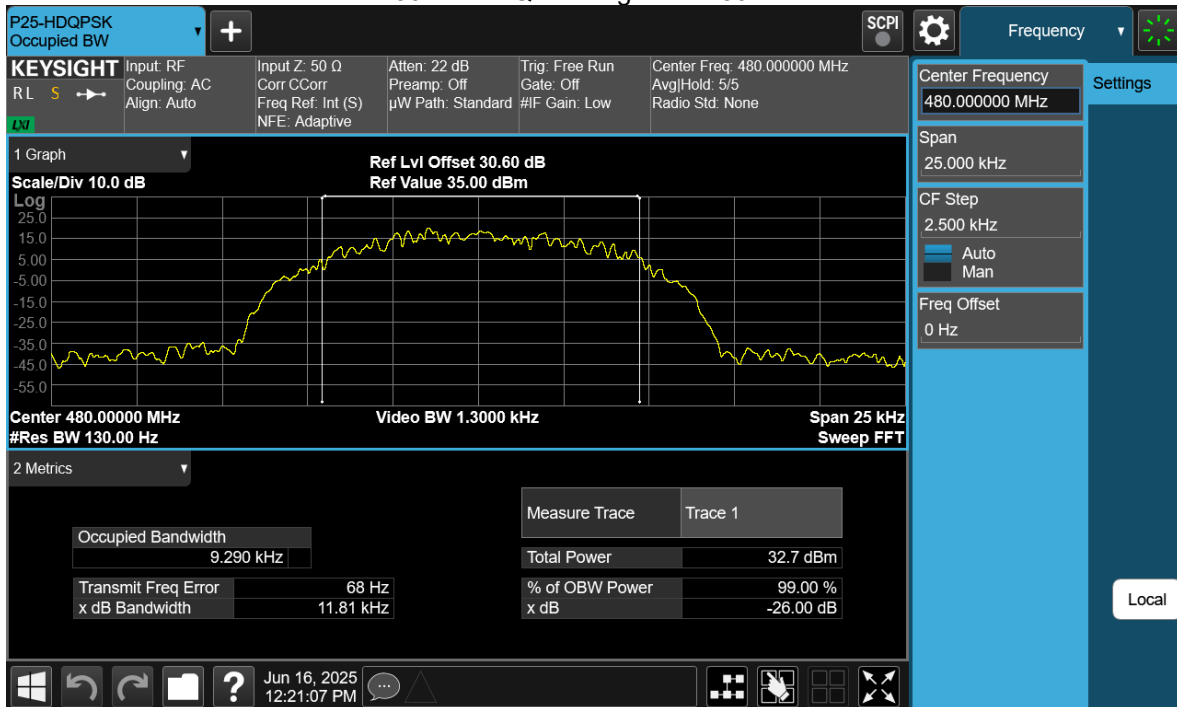 P25-HDQPSK
Occupied BW
SCPI
Frequency
KEYSIGHT
R L S
LXI
Input: RF
Coupling: AC
Align: Auto
Input Z: 50 Ω
Corr CCorr
Freq Ref: Int (S)
NFE: Adaptive
Atten: 22 dB
Preamp: Off
µW Path: Standard
Trig: Free Run
Gate: Off
#IF Gain: Low
Center Freq: 480.000000 MHz
Avg|Hold: 5/5
Radio Std: None
1 Graph
Scale/Div 10.0 dB
Ref Lvl Offset 30.60 dB
Ref Value 35.00 dBm
Log
25.0
15.0
5.00
-5.00
-15.0
-25.0
-35.0
-45.0
-55.0
Center 480.00000 MHz
#Res BW 130.00 Hz
Video BW 1.3000 kHz
Span 25 kHz
Sweep FFT
2 Metrics
Measure Trace Trace 1
Occupied Bandwidth
9.290 kHz
Total Power 32.7 dBm
Transmit Freq Error 68 Hz
% of OBW Power 99.00 %
x dB Bandwidth 11.81 kHz
x dB -26.00 dB
Center Frequency
480.000000 MHz
Settings
Span
25.000 kHz
CF Step
2.500 kHz
Auto
Man
Freq Offset
0 Hz
Local
?
Jun 16, 2025
12:21:07 PM